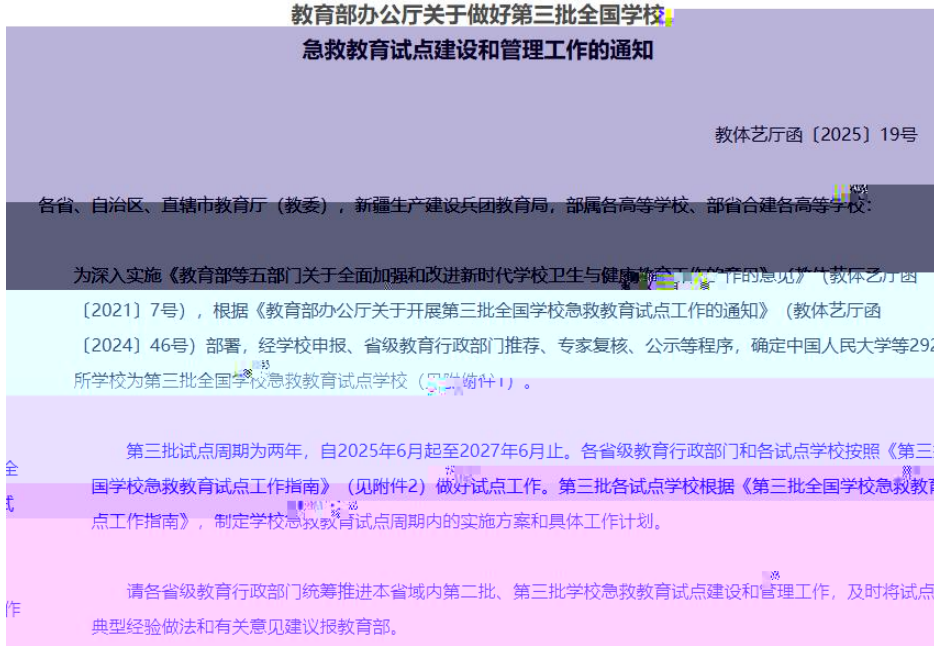 教育部办公厅关于做好第三批全国学校
急救教育试点建设和管理工作的通知
教体艺厅函〔2025〕19号
各省、自治区、直辖市教育厅（教委），新疆生产建设兵团教育局，部属各高等学校、部省合建各高等学校：
为深入实施《教育部等五部门关于全面加强和改进新时代学校卫生与健康教育工作的意见》（教体艺厅函
〔2021〕7号），根据《教育部办公厅关于开展第三批全国学校急救教育试点工作的通知》（教体艺厅函
〔2024〕46号）部署，经学校申报、省级教育行政部门推荐、专家复核、公示等程序，确定中国人民大学等292
所学校为第三批全国学校急救教育试点学校（见附件1）。
第三批试点周期为两年，自2025年6月起至2027年6月止。各省级教育行政部门和各试点学校按照《第三
全
国学校急救教育试点工作指南》（见附件2）做好试点工作。第三批各试点学校根据《第三批全国学校急救教育
试
点工作指南》，制定学校急救教育试点周期内的实施方案和具体工作计划。
请各省级教育行政部门统筹推进本省域内第二批、第三批学校急救教育试点建设和管理工作，及时将试点
作
典型经验做法和有关意见建议报教育部。